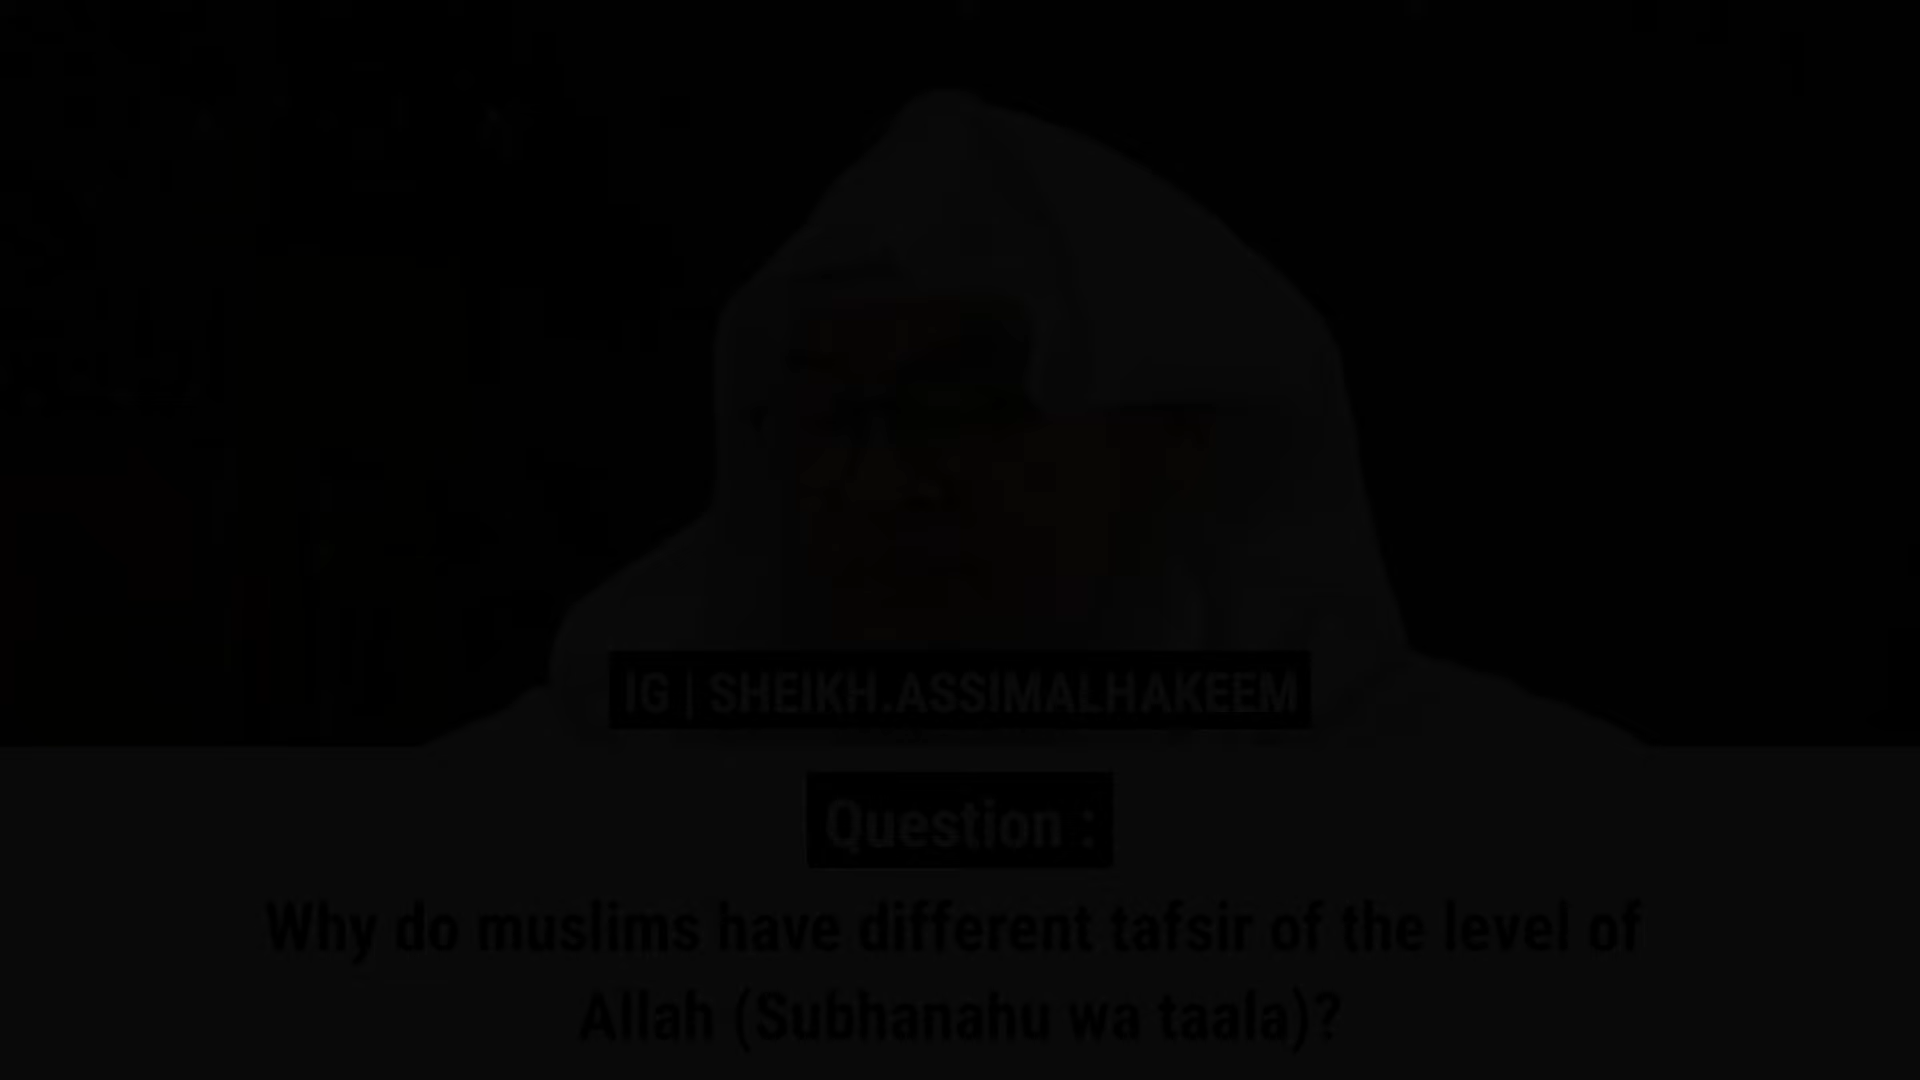 IG | SHEIKH.ASSIMALHAKEEM
Question :
Why do muslims have different tafsir of the level of
Allah (Subhanahu wa taala)?